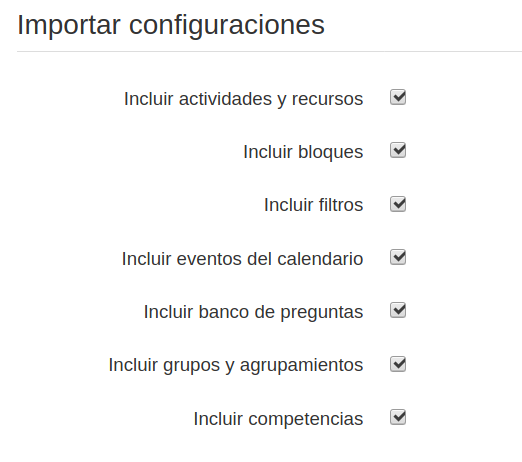 Importar configuraciones
Incluir actividades y recursos
Incluir bloques
Incluir filtros
Incluir eventos del calendario
Incluir banco de preguntas
Incluir grupos y agrupamientos
Incluir competencias